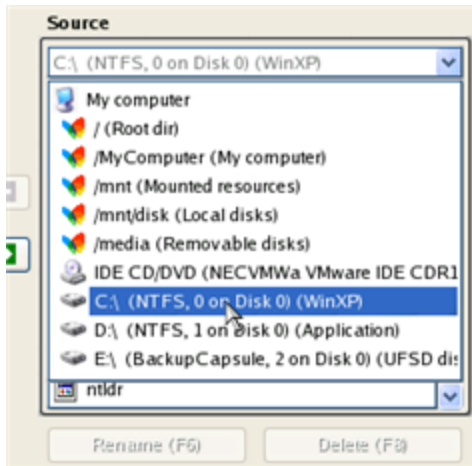 Source
C:\ (NTFS, 0 on Disk 0) (WinXP)
My computer
/ (Root dir)
/MyComputer (My computer)
/mnt (Mounted resources)
/mnt/disk (Local disks)
/media (Removable disks)
IDE CD/DVD (NECVMWa VMware IDE CDR1
C:\ (NTFS, 0 on Disk 0) (WinXP)
D:\ (NTFS, 1 on Disk 0) (Application)
E:\ (BackupCapsule, 2 on Disk 0) (UFSD dis
ntldr
Rename (F6) Delete (F8)